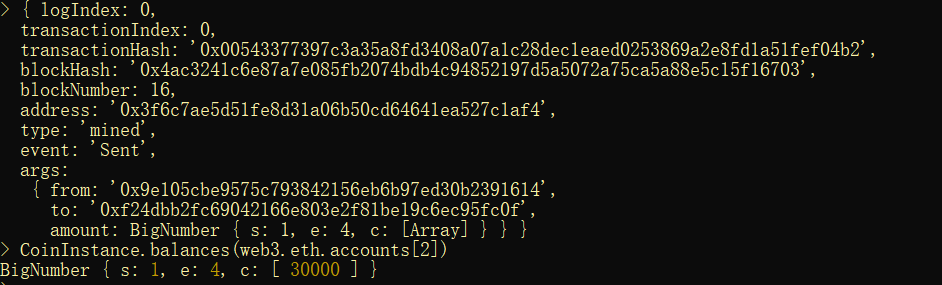 > { logIndex: 0,
transactionIndex: 0,
transactionHash: '0x00543377397c3a35a8fd3408a07a1c28dec1eaed0253869a2e8fd1a51fef04b2',
blockHash: '0x4ac3241c6e87a7e085fb2074bdb4c94852197d5a5072a75ca5a88e5c15f16703',
blockNumber: 16,
address: '0x3f6c7ae5d51fe8d31a06b50cd64641ea527c1af4',
type: 'mined',
event: 'Sent',
args:
{ from: '0x9e105cbe9575c793842156eb6b97ed30b2391614',
to: '0xf24dbb2fc69042166e803e2f81be19c6ec95fc0f',
amount: BigNumber { s: 1, e: 4, c: [Array] } } }
> CoinInstance.balances(web3.eth.accounts[2])
BigNumber { s: 1, e: 4, c: [ 30000 ] }